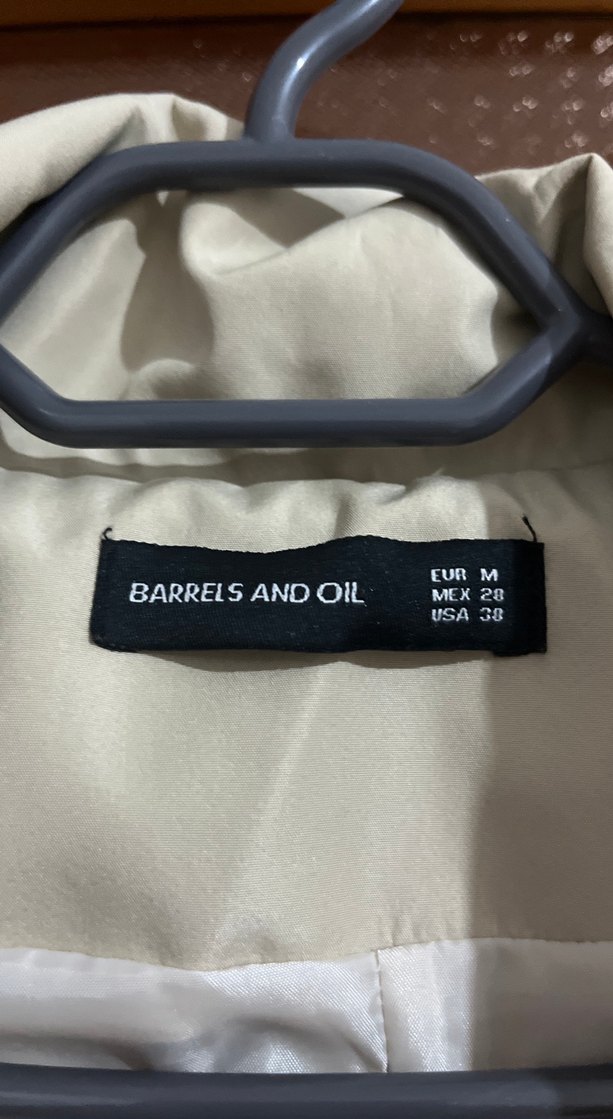 BARRELS AND OIL
EUR M
MEX 28
USA 38